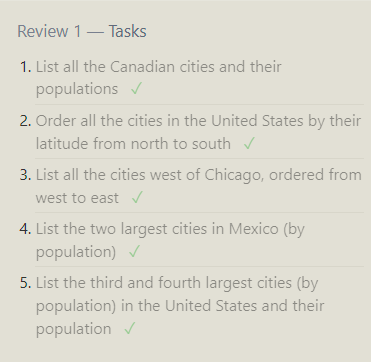 Review 1 — Tasks
1. List all the Canadian cities and their
populations ✓
2. Order all the cities in the United States by their
latitude from north to south ✓
3. List all the cities west of Chicago, ordered from
west to east ✓
4. List the two largest cities in Mexico (by
population) ✓
5. List the third and fourth largest cities (by
population) in the United States and their
population ✓